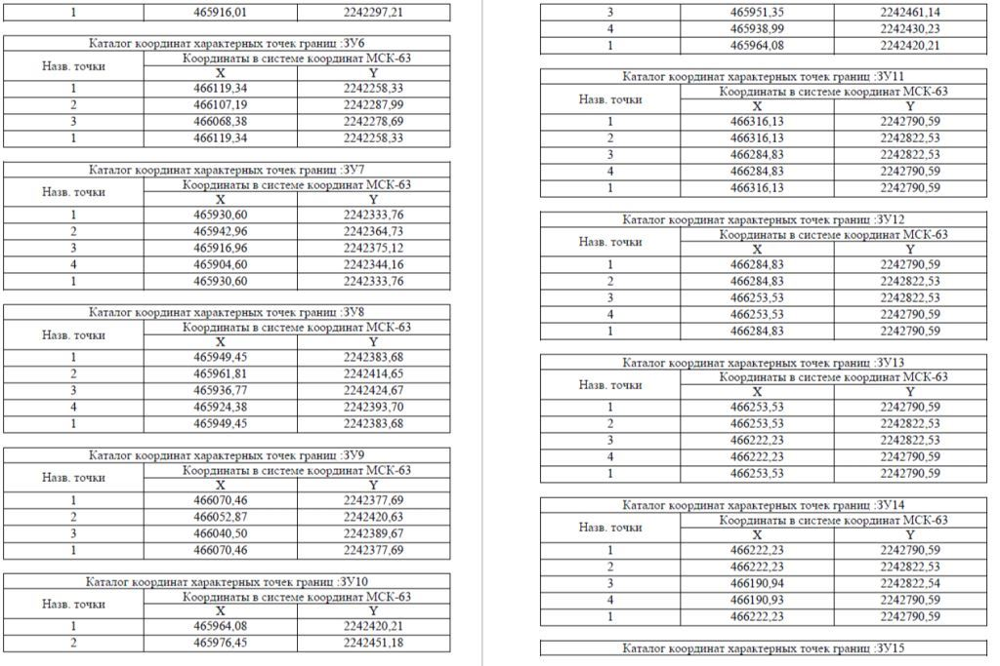 1 465916,01 2242297,21
Каталог координат характерных точек границ :ЗУ6
Назв. точки Координаты в системе координат МСК-63
X Y
1 466119,34 2242258,33
2 466107,19 2242287,99
3 466068,38 2242278,69
1 466119,34 2242258,33
Каталог координат характерных точек границ :ЗУ7
Назв. точки Координаты в системе координат МСК-63
X Y
1 465930,60 2242333,76
2 465942,96 2242364,73
3 465916,96 2242375,12
4 465904,60 2242344,16
1 465930,60 2242333,76
Каталог координат характерных точек границ :ЗУ8
Назв. точки Координаты в системе координат МСК-63
X Y
1 465949,45 2242383,68
2 465961,81 2242414,65
3 465936,77 2242424,67
4 465924,38 2242393,70
1 465949,45 2242383,68
Каталог координат характерных точек границ :ЗУ9
Назв. точки Координаты в системе координат МСК-63
X Y
1 466070,46 2242377,69
2 466052,87 2242420,63
3 466040,50 2242389,67
1 466070,46 2242377,69
Каталог координат характерных точек границ :ЗУ10
Назв. точки Координаты в системе координат МСК-63
X Y
1 465964,08 2242420,21
2 465976,45 2242451,18
3 465951,35 2242461,14
4 465938,99 2242430,23
1 465964,08 2242420,21
Каталог координат характерных точек границ :ЗУ11
Назв. точки Координаты в системе координат МСК-63
X Y
1 466316,13 2242790,59
2 466316,13 2242822,53
3 466284,83 2242822,53
4 466284,83 2242790,59
1 466316,13 2242790,59
Каталог координат характерных точек границ :ЗУ12
Назв. точки Координаты в системе координат МСК-63
X Y
1 466284,83 2242790,59
2 466284,83 2242822,53
3 466253,53 2242822,53
4 466253,53 2242790,59
1 466284,83 2242790,59
Каталог координат характерных точек границ :ЗУ13
Назв. точки Координаты в системе координат МСК-63
X Y
1 466253,53 2242790,59
2 466253,53 2242822,53
3 466222,23 2242822,53
4 466222,23 2242790,59
1 466253,53 2242790,59
Каталог координат характерных точек границ :ЗУ14
Назв. точки Координаты в системе координат МСК-63
X Y
1 466222,23 2242790,59
2 466222,23 2242822,53
3 466190,94 2242822,54
4 466190,93 2242790,59
1 466222,23 2242790,59
Каталог координат характерных точек границ :ЗУ15